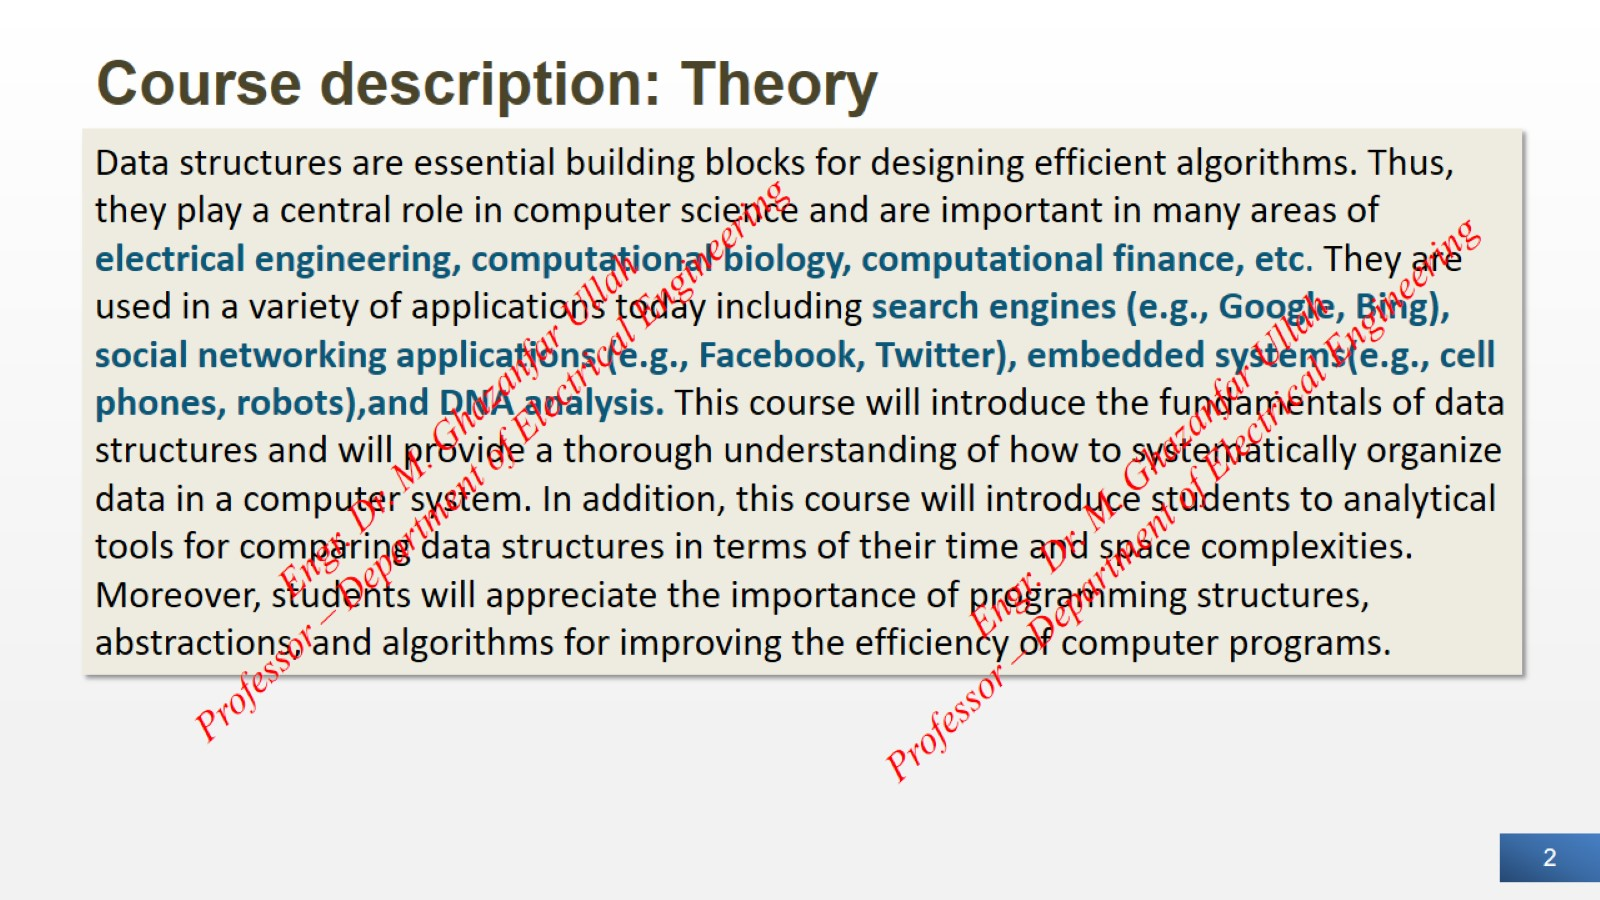 Course description: Theory
Data structures are essential building blocks for designing efficient algorithms. Thus,
they play a central role in computer science and are important in many areas of
electrical engineering, computational biology, computational finance, etc. They are
used in a variety of applications today including search engines (e.g., Google, Bing),
social networking applications (e.g., Facebook, Twitter), embedded systems(e.g., cell
phones, robots),and DNA analysis. This course will introduce the fundamentals of data
structures and will provide a thorough understanding of how to systematically organize
data in a computer system. In addition, this course will introduce students to analytical
tools for comparing data structures in terms of their time and space complexities.
Moreover, students will appreciate the importance of programming structures,
abstractions, and algorithms for improving the efficiency of computer programs.
Engr. Dr. M. Ghazanfar Ullah
Professor – Department of Electrical Engineering
Engr. Dr. M. Ghazanfar Ullah
Professor – Department of Electrical Engineering
2